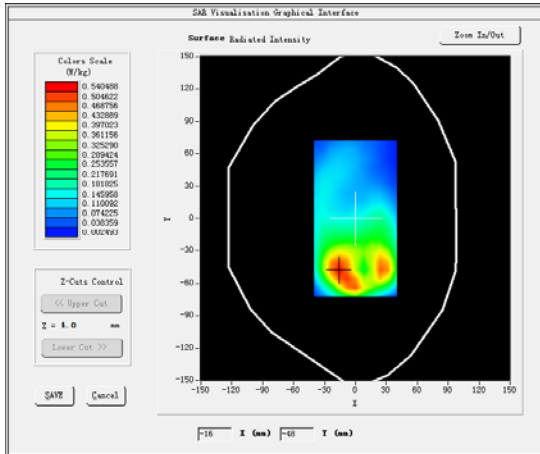 SAR Visualisation Graphical Interface
Surface Radiated Intensity
Zoom In/Out
Colors Scale
(W/kg)
0.540488
0.504622
0.468756
0.432889
0.397023
0.361156
0.325290
0.289424
0.253557
0.217691
0.181825
0.145958
0.110092
0.074225
0.038359
0.002493
Z-Cuts Control
<< Upper Cut
Z = 4.0 mm
Lower Cut >>
SAVE
Cancel
150
120
90
60
30
0
-30
-60
-90
-120
-150
Y
-150 -120 -90 -60 -30 0 30 60 90 120 150
X
-16 X (mm) -48 Y (mm)